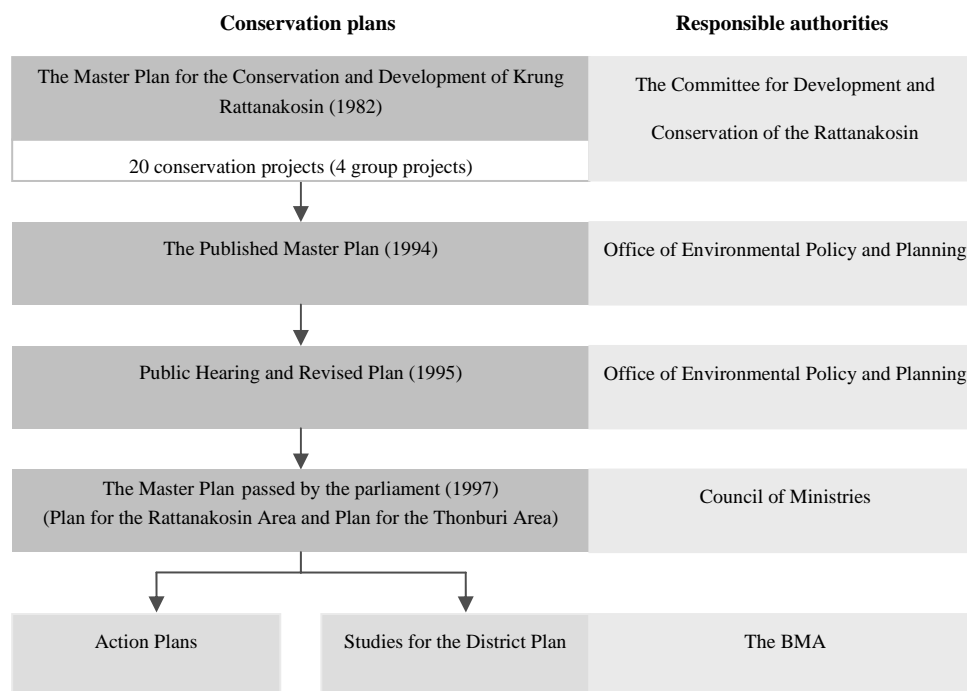 Conservation plans
Responsible authorities
The Master Plan for the Conservation and Development of Krung
Rattanakosin (1982)
20 conservation projects (4 group projects)
The Committee for Development and
Conservation of the Rattanakosin
The Published Master Plan (1994)
Office of Environmental Policy and Planning
Public Hearing and Revised Plan (1995)
Office of Environmental Policy and Planning
The Master Plan passed by the parliament (1997)
(Plan for the Rattanakosin Area and Plan for the Thonburi Area)
Council of Ministries
Action Plans
Studies for the District Plan
The BMA